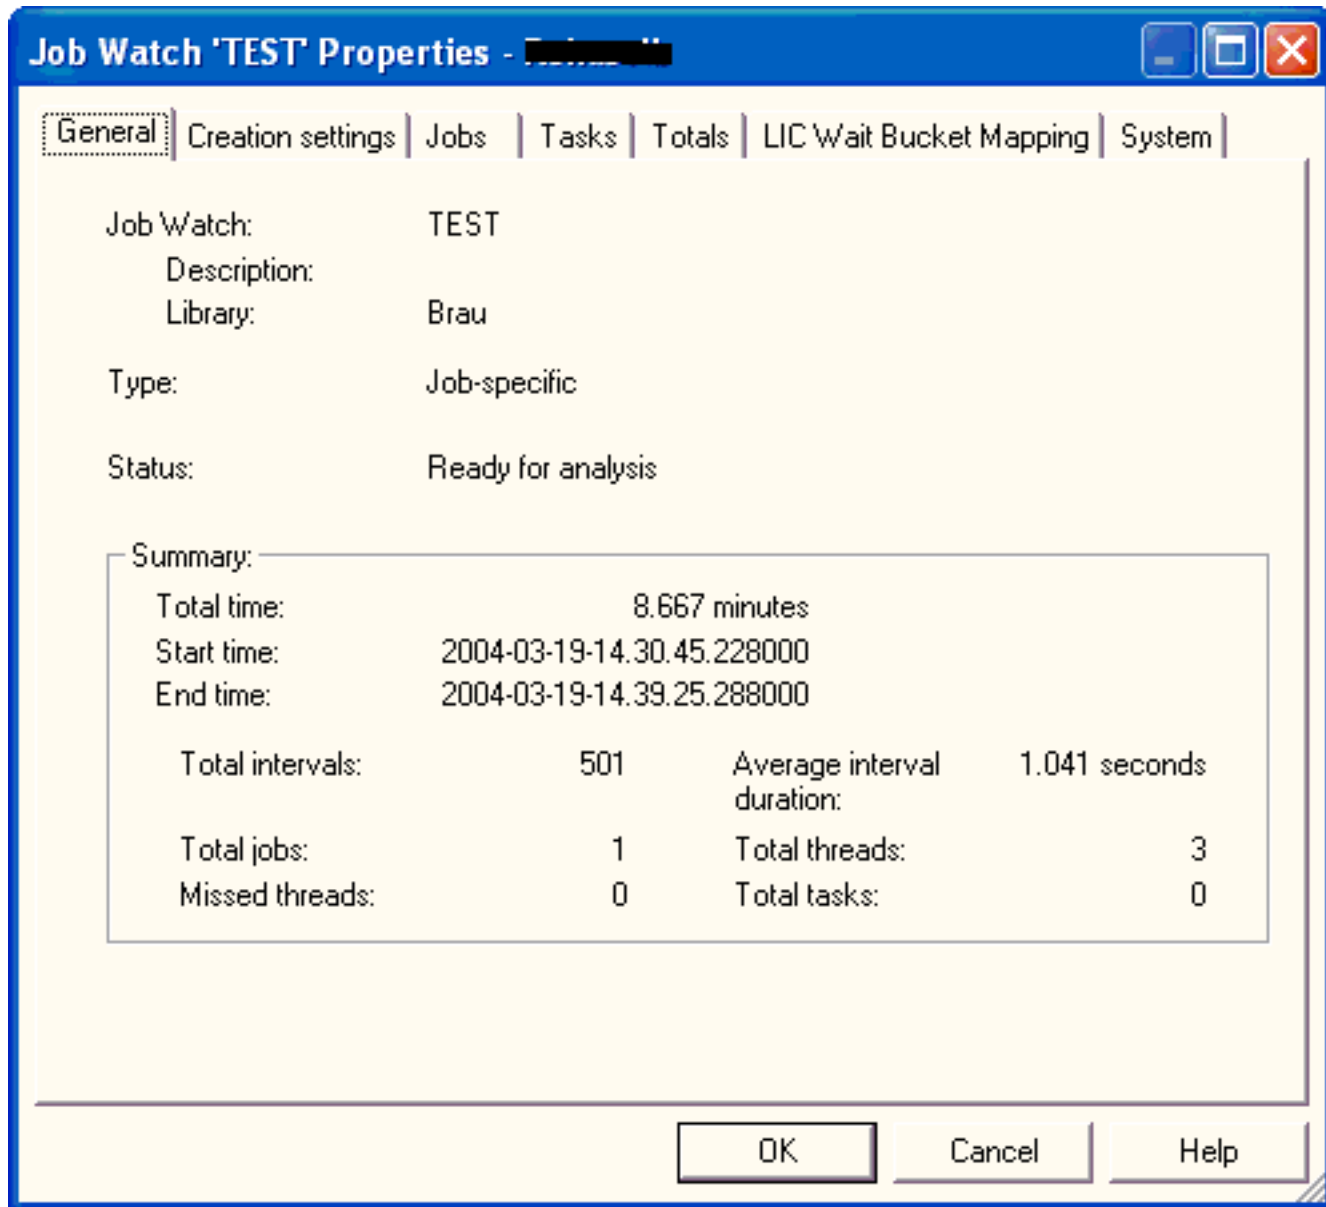 Job Watch 'TEST' Properties -
General Creation settings Jobs Tasks Totals LIC Wait Bucket Mapping System
Job Watch: TEST
Description:
Library: Brau
Type: Job-specific
Status: Ready for analysis
Summary:
Total time: 8.667 minutes
Start time: 2004-03-19-14.30.45.228000
End time: 2004-03-19-14.39.25.288000
Total intervals: 501 Average interval 1.041 seconds
duration:
Total jobs: 1 Total threads: 3
Missed threads: 0 Total tasks: 0
OK Cancel Help